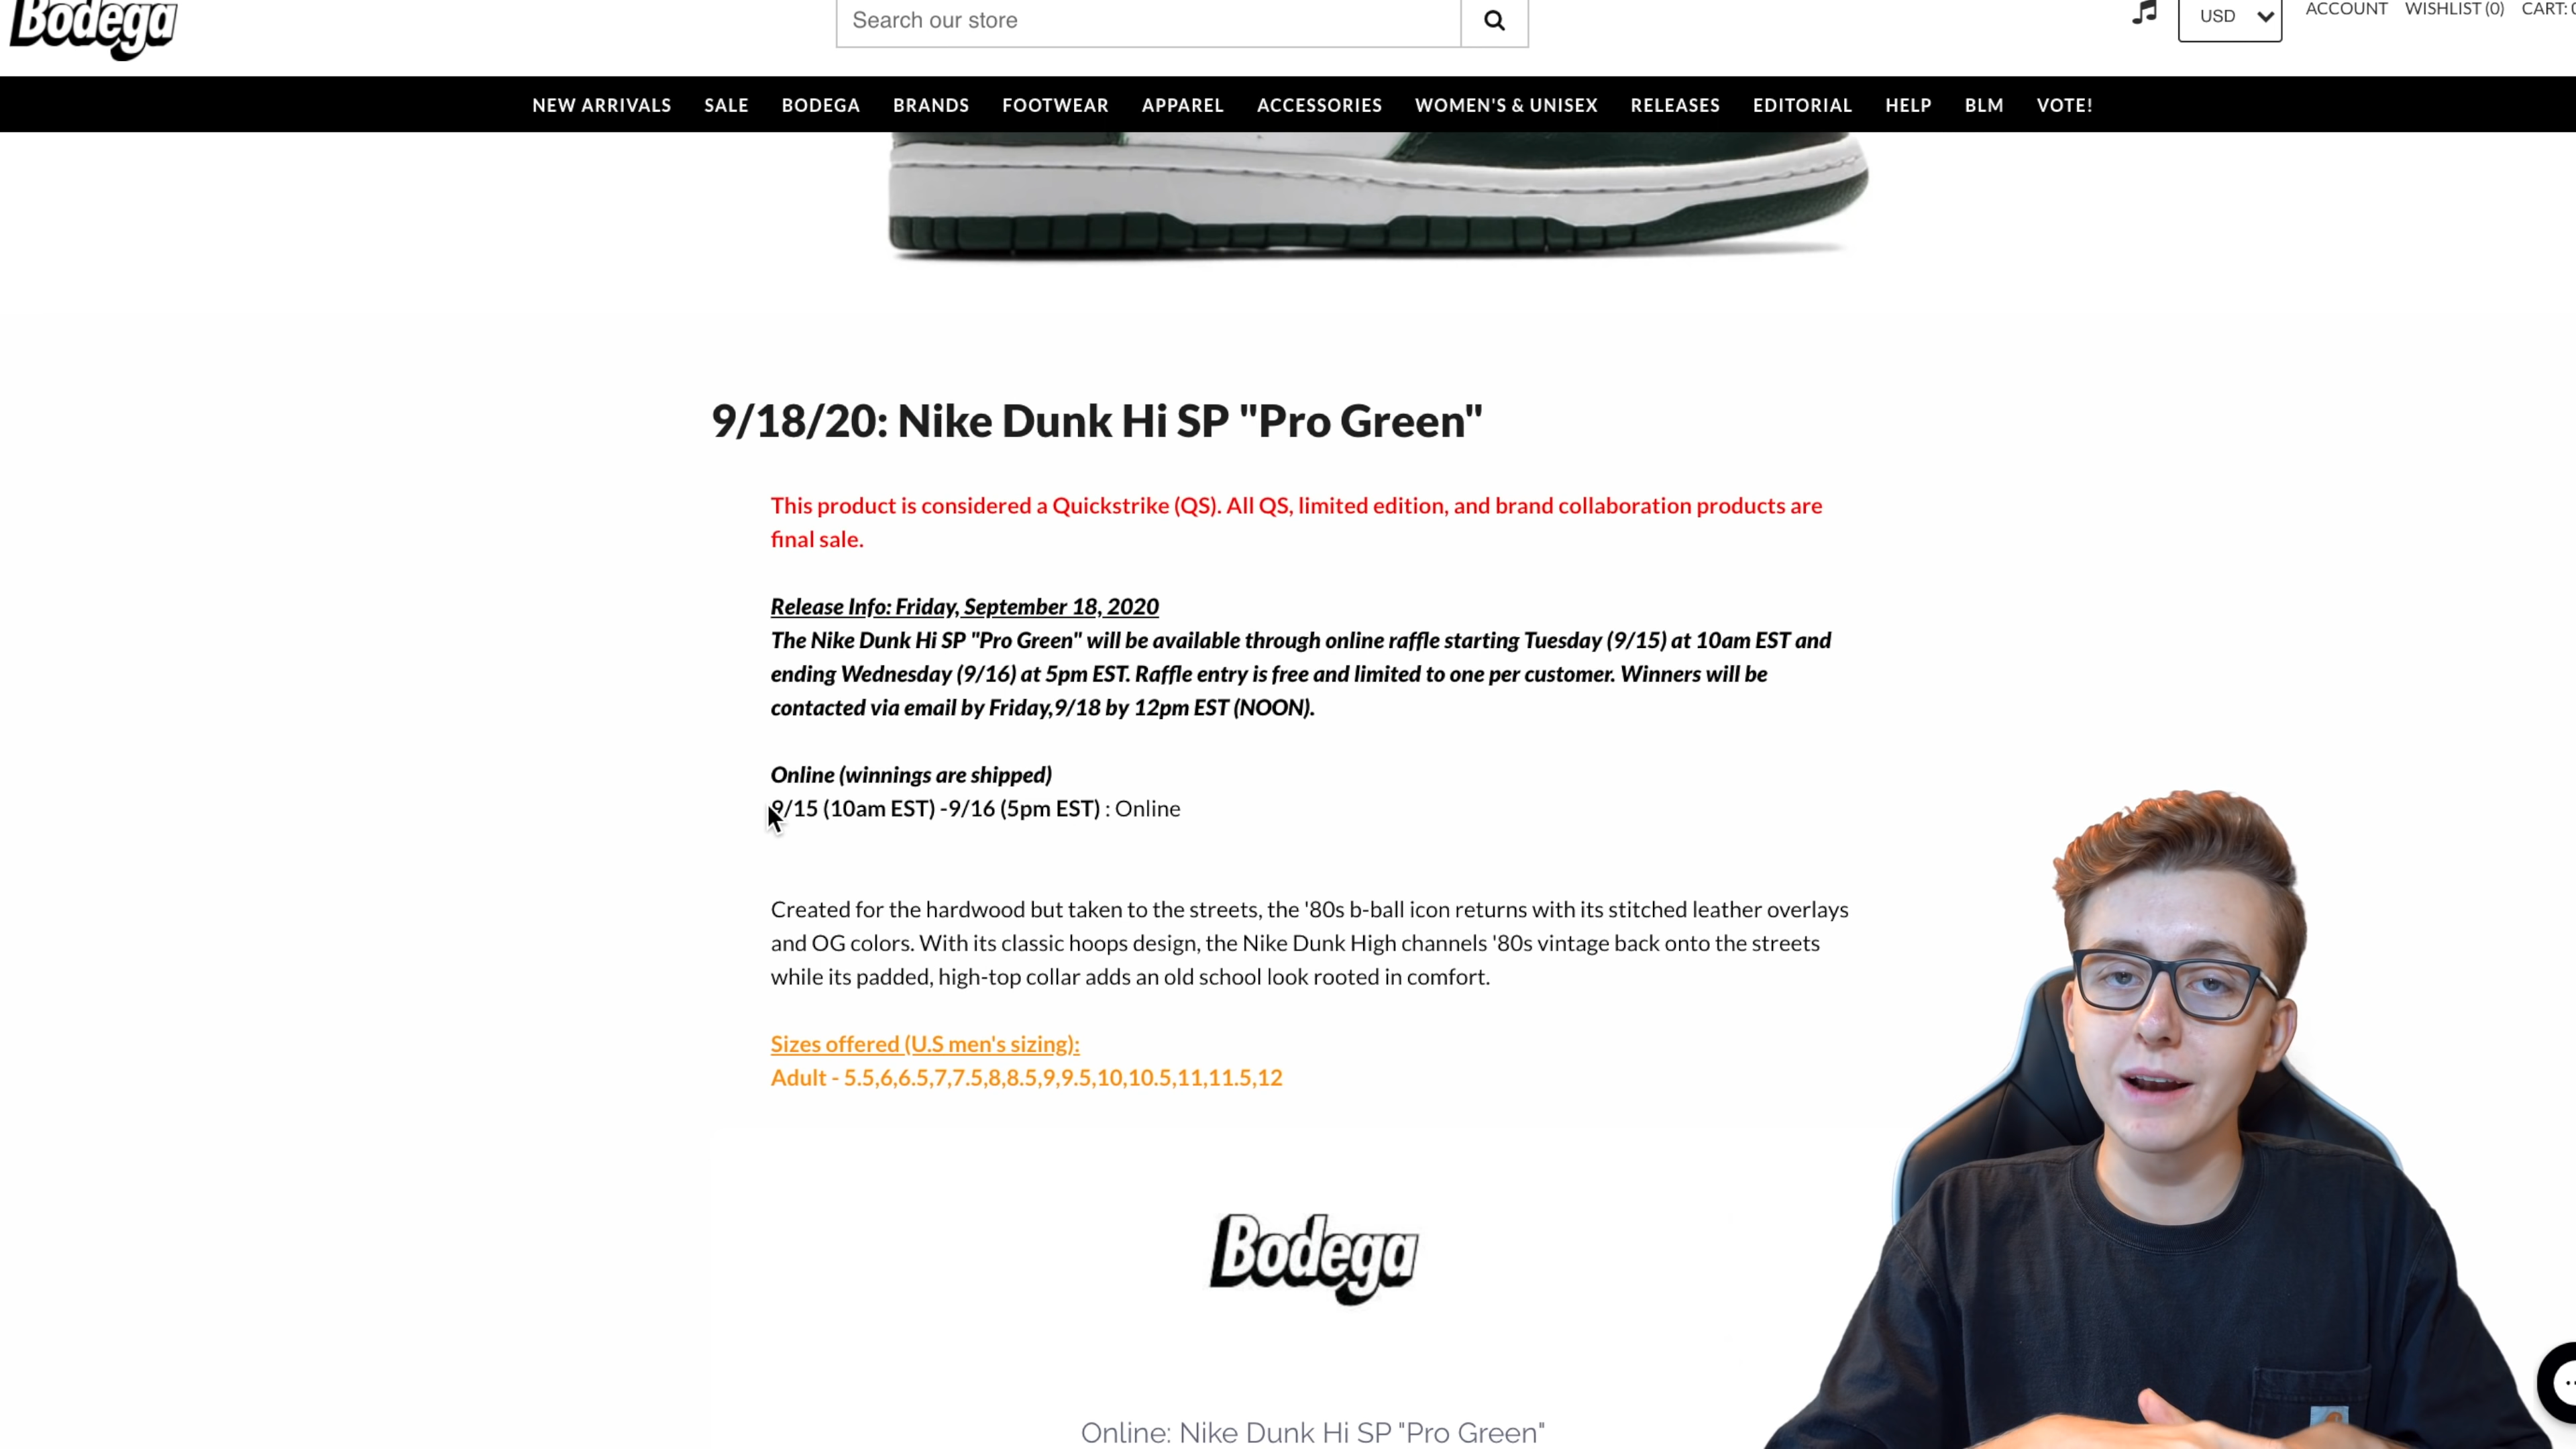 Bodega
Search our store
USD
ACCOUNT WISHLIST (0) CART:
NEW ARRIVALS SALE BODEGA BRANDS FOOTWEAR APPAREL ACCESSORIES WOMEN'S & UNISEX RELEASES EDITORIAL HELP BLM VOTE!
9/18/20: Nike Dunk Hi SP "Pro Green"
This product is considered a Quickstrike (QS). All QS, limited edition, and brand collaboration products are
final sale.
Release Info: Friday, September 18, 2020
The Nike Dunk Hi SP "Pro Green" will be available through online raffle starting Tuesday (9/15) at 10am EST and
ending Wednesday (9/16) at 5pm EST. Raffle entry is free and limited to one per customer. Winners will be
contacted via email by Friday,9/18 by 12pm EST (NOON).
Online (winnings are shipped)
9/15 (10am EST) -9/16 (5pm EST) : Online
Created for the hardwood but taken to the streets, the '80s b-ball icon returns with its stitched leather overlays
and OG colors. With its classic hoops design, the Nike Dunk High channels '80s vintage back onto the streets
while its padded, high-top collar adds an old school look rooted in comfort.
Sizes offered (U.S men's sizing):
Adult - 5.5,6,6.5,7,7.5,8,8.5,9,9.5,10,10.5,11,11.5,12
Bodega
Online: Nike Dunk Hi SP "Pro Green"